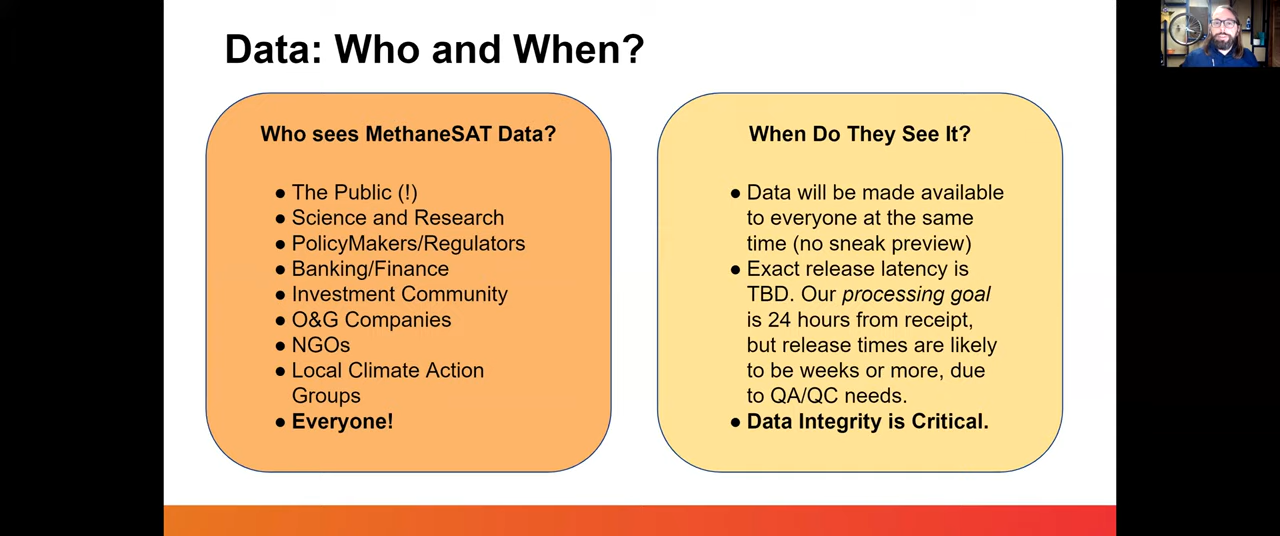 Data: Who and When?
Who sees MethaneSAT Data?
● The Public (!)
● Science and Research
● PolicyMakers/Regulators
● Banking/Finance
● Investment Community
● O&G Companies
● NGOs
● Local Climate Action
Groups
● Everyone!
When Do They See It?
● Data will be made available
to everyone at the same
time (no sneak preview)
● Exact release latency is
TBD. Our processing goal
is 24 hours from receipt,
but release times are likely
to be weeks or more, due
to QA/QC needs.
● Data Integrity is Critical.